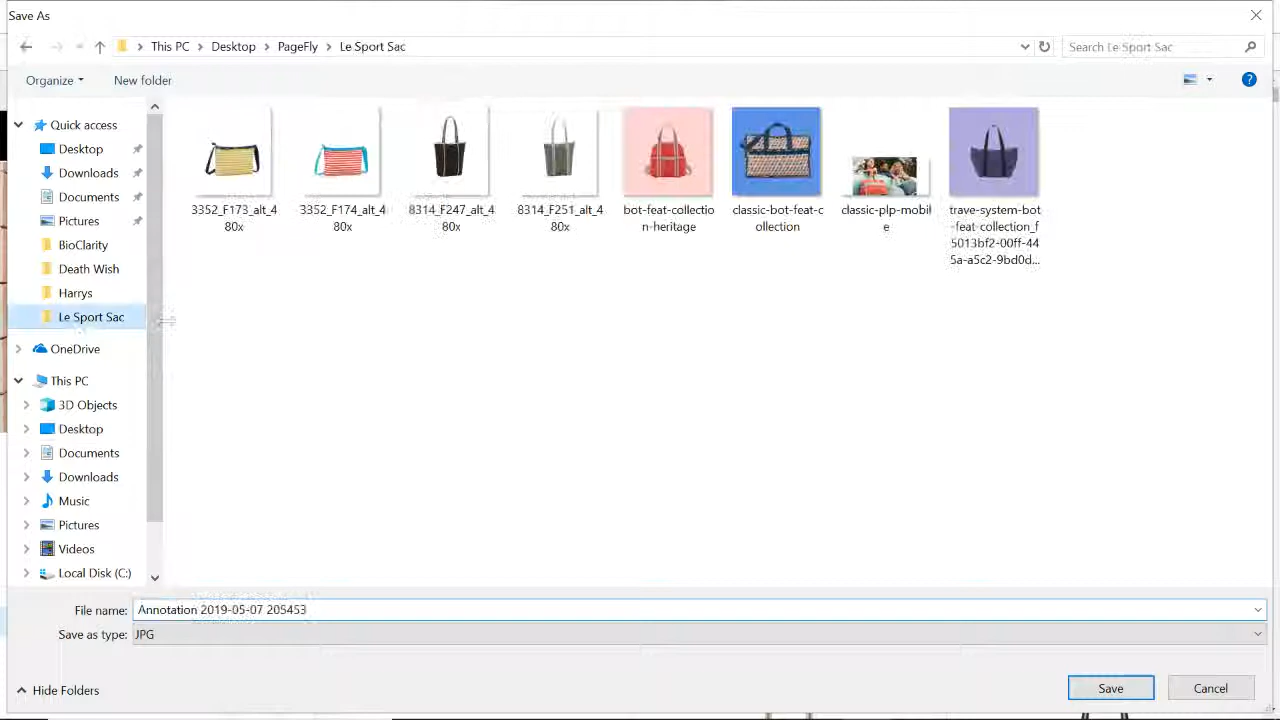 Save As
This PC > Desktop > PageFly > Le Sport Sac
Search Le Sport Sac
Organize
New folder
Quick access
Desktop
Downloads
Documents
Pictures
BioClarity
Death Wish
Harrys
Le Sport Sac
OneDrive
This PC
3D Objects
Desktop
Documents
Downloads
Music
Pictures
Videos
Local Disk (C:)
3352_F173_alt_4
80x
3352_F174_alt_4
80x
8314_F247_alt_4
80x
8314_F251_alt_4
80x
bot-feat-collectio
n-heritage
classic-bot-feat-c
ollection
classic-plp-mobil
e
trave-system-bot
-feat-collection_f
5013bf2-00ff-44
5a-a5c2-9bd0d...
File name: Annotation 2019-05-07 205453
Save as type: JPG
Hide Folders
Save
Cancel